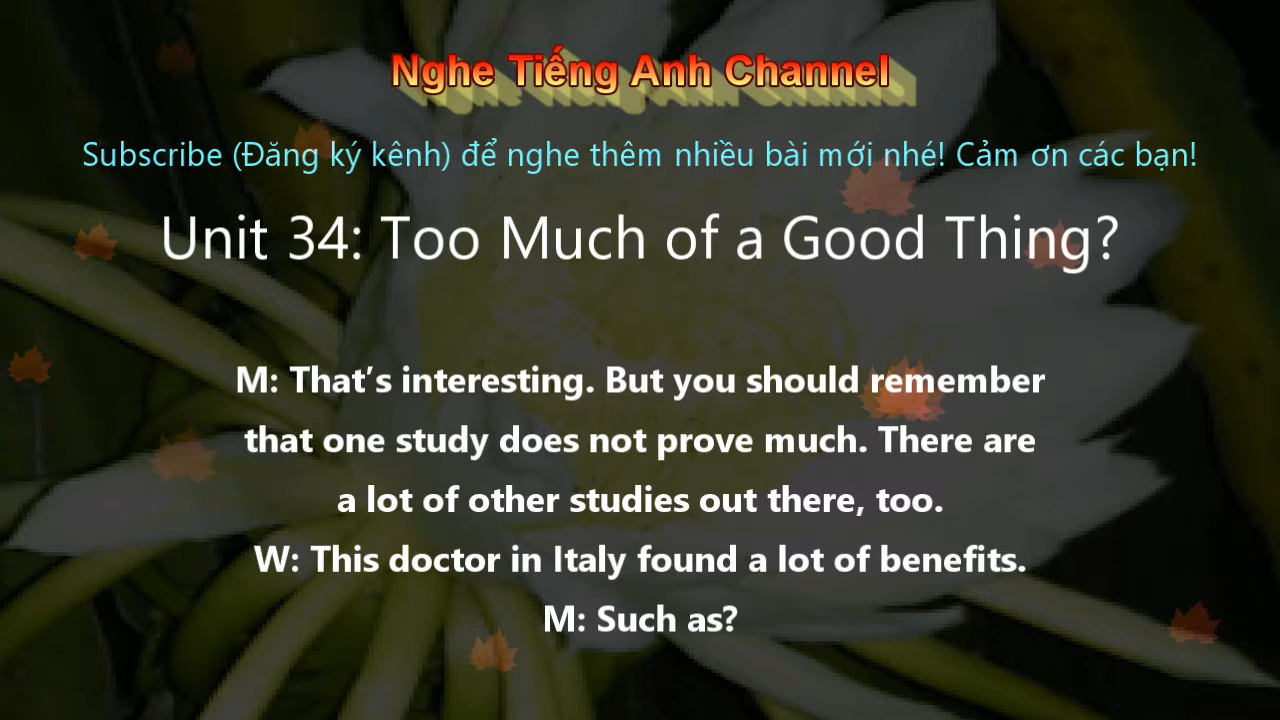 Nghe Tiếng Anh Channel
Subscribe (Đăng ký kênh) để nghe thêm nhiều bài mới nhé! Cảm ơn các bạn!
Unit 34: Too Much of a Good Thing?
M: That’s interesting. But you should remember
that one study does not prove much. There are
a lot of other studies out there, too.
W: This doctor in Italy found a lot of benefits.
M: Such as?